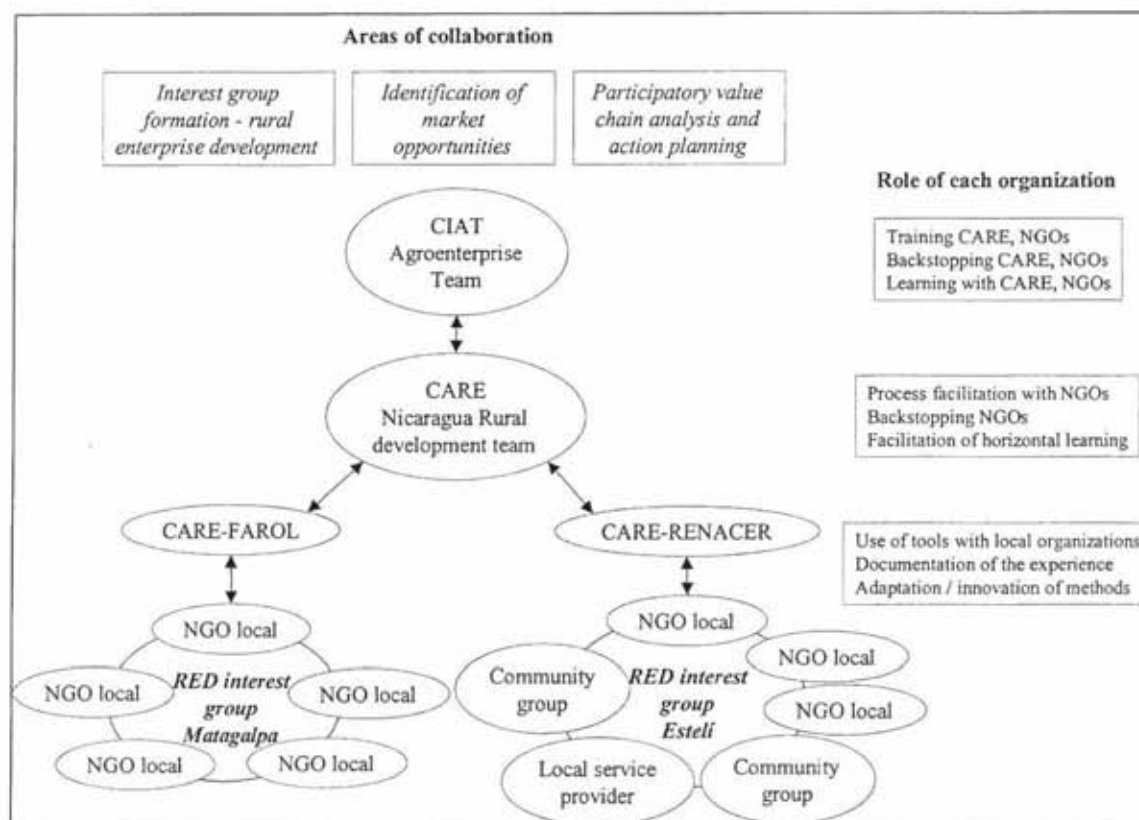 Areas of collaboration
Interest group
formation - rural
enterprise development
Identification of
market
opportunities
Participatory value
chain analysis and
action planning
Role of each organization
CIAT
Agroenterprise
Team
Training CARE, NGOs
Backstopping CARE, NGOs
Learning with CARE, NGOs
CARE
Nicaragua Rural
development team
Process facilitation with NGOs
Backstopping NGOs
Facilitation of horizontal learning
CARE-FAROL
CARE-RENACER
Use of tools with local organizations
Documentation of the experience
Adaptation / innovation of methods
NGO local
NGO local
RED interest
group
Matagalpa
NGO local
NGO local
NGO local
NGO local
Community
group
RED interest
group
Estelí
NGO local
NGO local
Local service
provider
Community
group